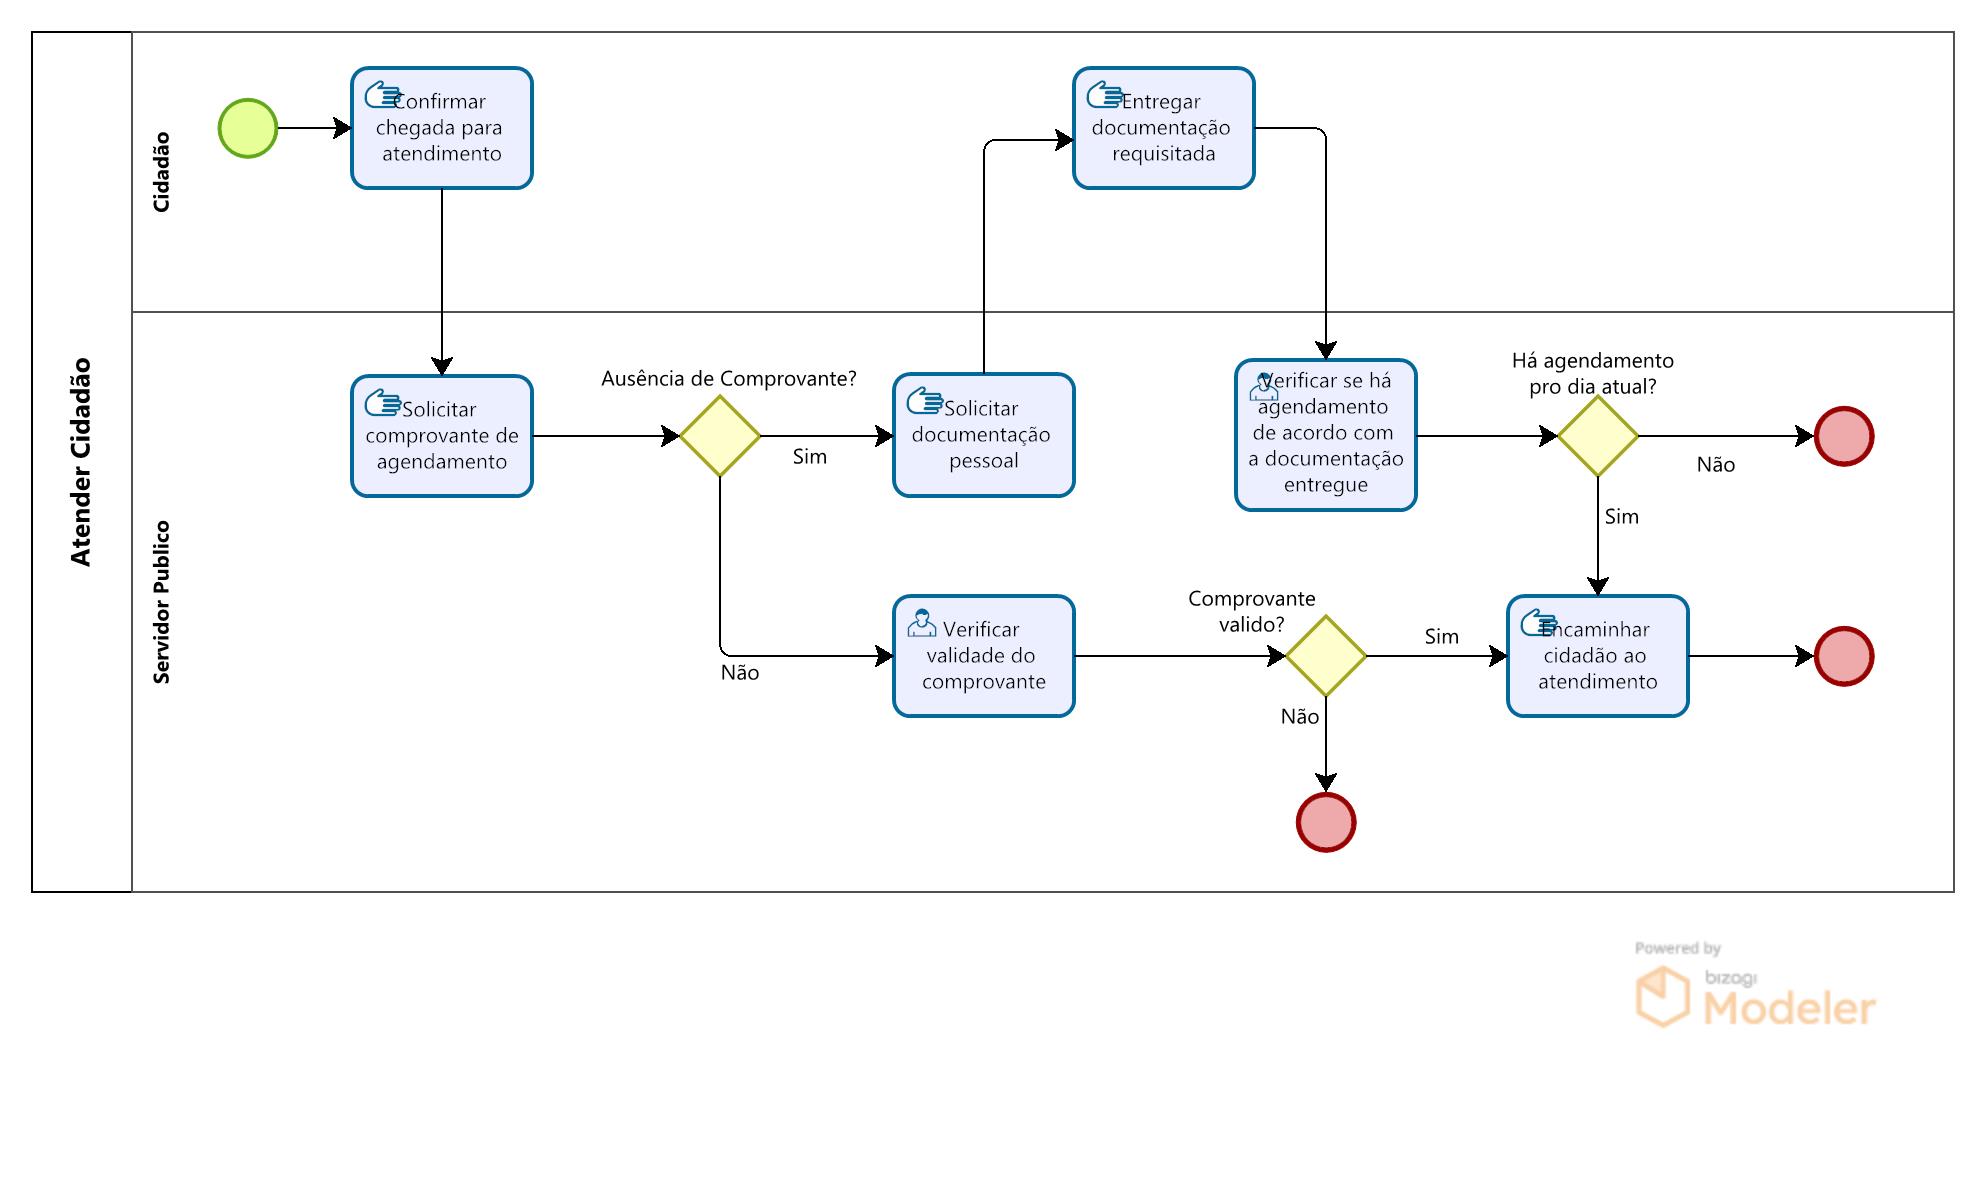 Atender Cidadão
Cidadão
Confirmar
chegada para
atendimento
Entregar
documentação
requisitada
Servidor Publico
Solicitar
comprovante de
agendamento
Ausência de Comprovante?
Sim
Não
Solicitar
documentação
pessoal
Verificar se há
agendamento
de acordo com
a documentação
entregue
Há agendamento
pro dia atual?
Não
Sim
Verificar
validade do
comprovante
Comprovante
valido?
Sim
Não
Encaminhar
cidadão ao
atendimento
Powered by
bizagi
Modeler